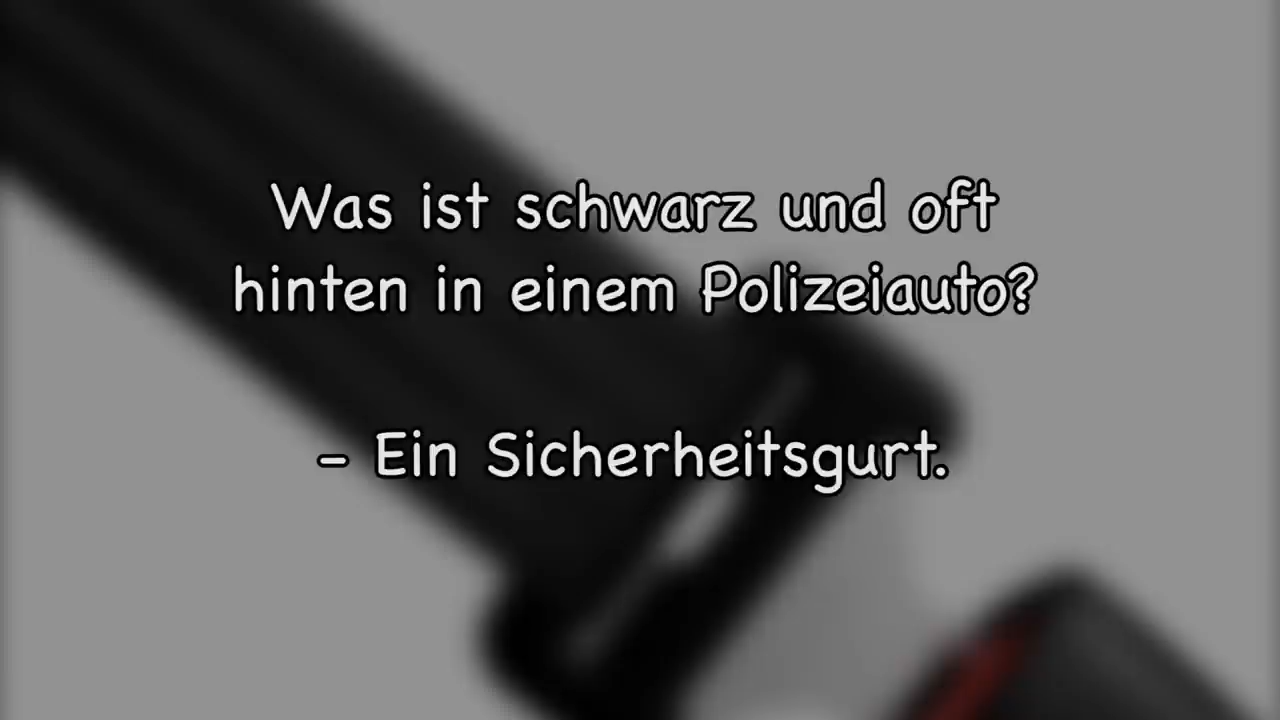 Was ist schwarz und oft
hinten in einem Polizeiauto?
- Ein Sicherheitsgurt.